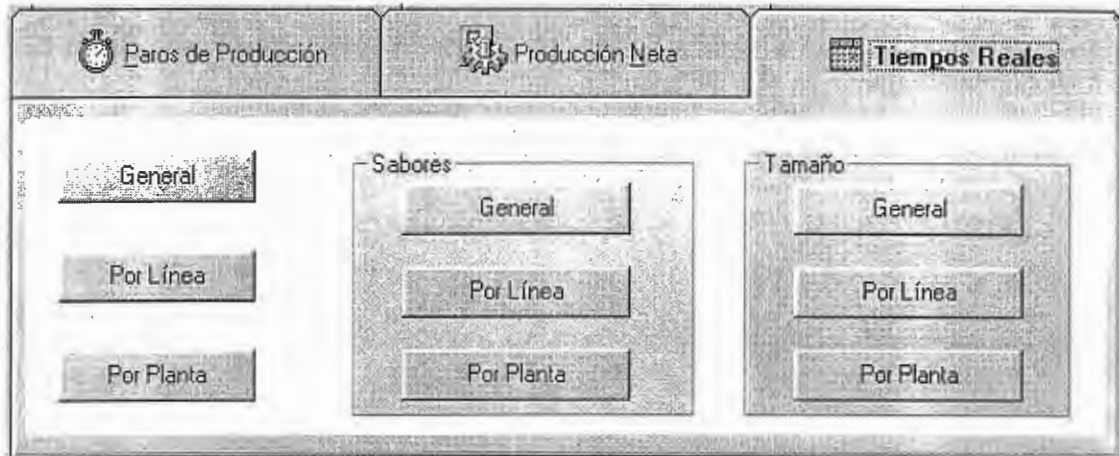 Paros de Producción
Producción Neta
Tiempos Reales
General
Por Línea
Por Planta
Sabores
General
Por Línea
Por Planta
Tamaño
General
Por Línea
Por Planta